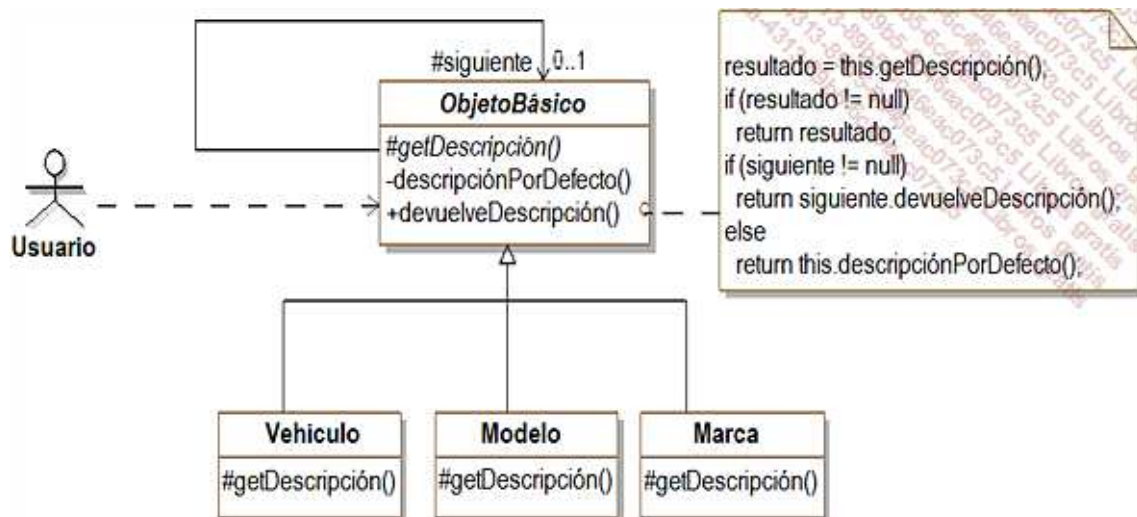 #siguiente 0..1
ObjetoBásico
#getDescripción()
-descripciónPorDefecto()
+devuelveDescripción()
Usuario
resultado = this.getDescripción();
if (resultado != null)
return resultado;
if (siguiente != null)
return siguiente.devuelveDescripción();
else
return this.descripciónPorDefecto();
Vehículo
#getDescripción()
Modelo
#getDescripción()
Marca
#getDescripción()